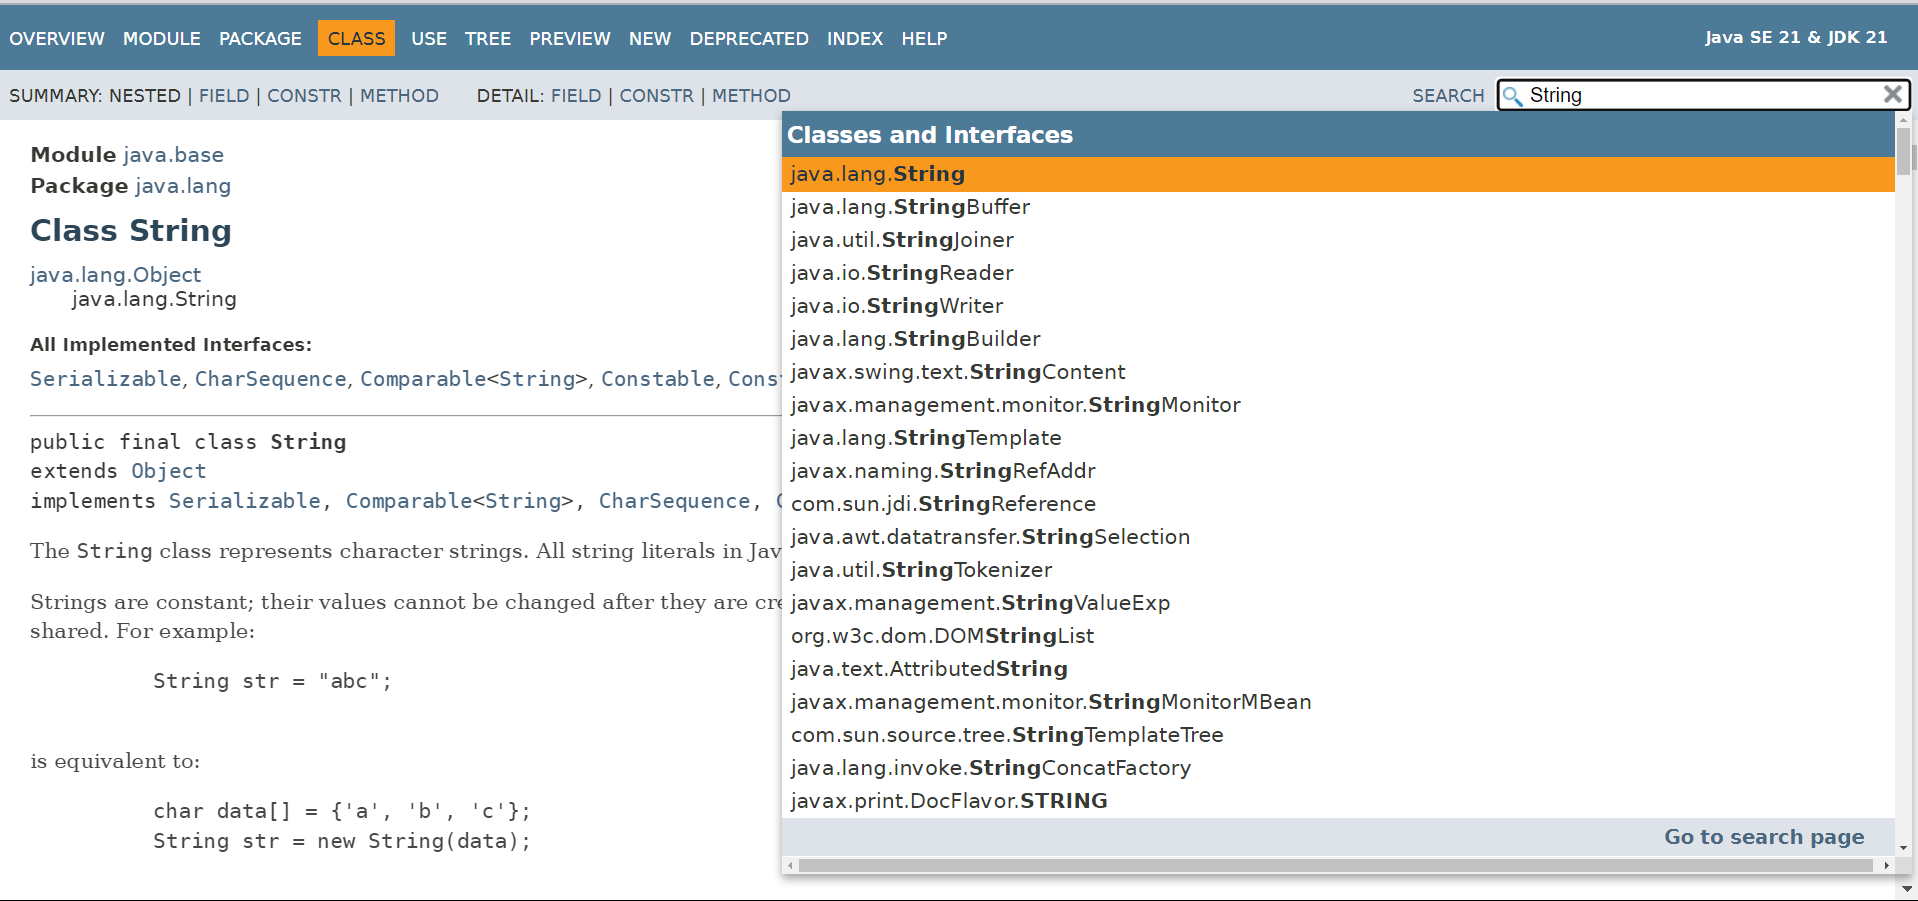 OVERVIEW MODULE PACKAGE CLASS USE TREE PREVIEW NEW DEPRECATED INDEX HELP Java SE 21 & JDK 21
SUMMARY: NESTED | FIELD | CONSTR | METHOD DETAIL: FIELD | CONSTR | METHOD SEARCH String
Module java.base
Package java.lang
Class String
java.lang.Object
java.lang.String
All Implemented Interfaces:
Serializable, CharSequence, Comparable<String>, Constable,
public final class String
extends Object
implements Serializable, Comparable<String>, CharSequence,
The String class represents character strings. All string literals in
Strings are constant; their values cannot be changed after they are
shared. For example:
String str = "abc";
is equivalent to:
char data[] = {'a', 'b', 'c'};
String str = new String(data);
Classes and Interfaces
java.lang.String
java.lang.StringBuffer
java.util.StringJoiner
java.io.StringReader
java.io.StringWriter
java.lang.StringBuilder
javax.swing.text.StringContent
javax.management.monitor.StringMonitor
java.lang.StringTemplate
javax.naming.StringRefAddr
com.sun.jdi.StringReference
java.awt.datatransfer.StringSelection
java.util.StringTokenizer
javax.management.StringValueExp
org.w3c.dom.DOMStringList
java.text.AttributedString
javax.management.monitor.StringMonitorMBean
com.sun.source.tree.StringTemplateTree
java.lang.invoke.StringConcatFactory
javax.print.DocFlavor.STRING
Go to search page